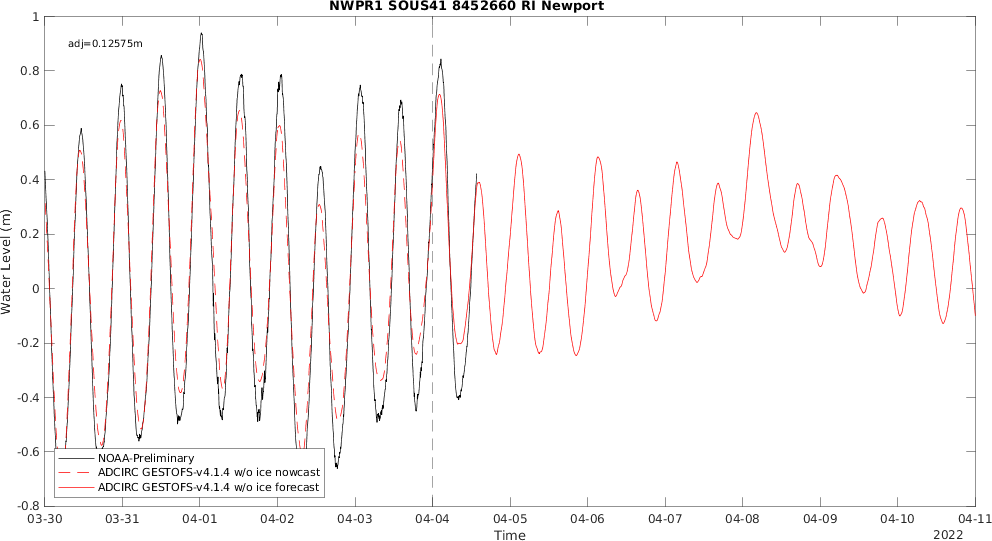 NWPR1 SOUS41 8452660 RI Newport
adj=0.12575m
Water Level (m)
1
0.8
0.6
0.4
0.2
0
-0.2
-0.4
-0.6
-0.8
NOAA-Preliminary
ADCIRC GESTOFS-v4.1.4 w/o ice nowcast
ADCIRC GESTOFS-v4.1.4 w/o ice forecast
03-30 03-31 04-01 04-02 04-03 04-04 04-05 04-06 04-07 04-08 04-09 04-10 04-11
Time
2022